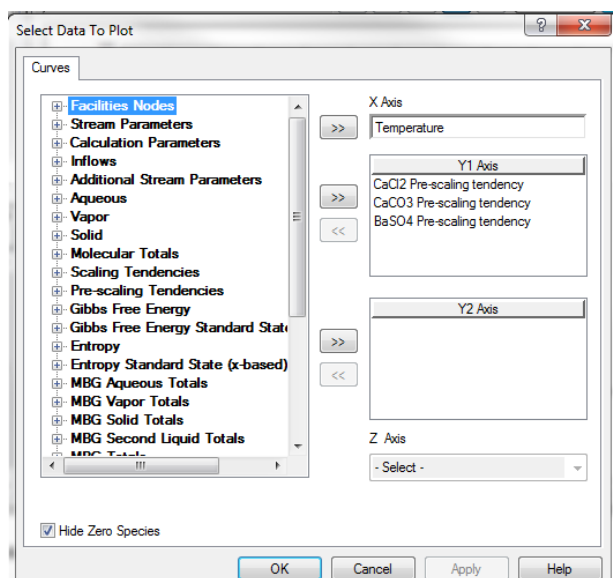 Select Data To Plot
?
Curves
Facilities Nodes
Stream Parameters
Calculation Parameters
Inflows
Additional Stream Parameters
Aqueous
Vapor
Solid
Molecular Totals
Scaling Tendencies
Pre-scaling Tendencies
Gibbs Free Energy
Gibbs Free Energy Standard State
Entropy
Entropy Standard State (x-based)
MBG Aqueous Totals
MBG Vapor Totals
MBG Solid Totals
MBG Second Liquid Totals
MBG Totals
X Axis
>>
Temperature
Y1 Axis
>>
<<
CaCl2 Pre-scaling tendency
CaCO3 Pre-scaling tendency
BaSO4 Pre-scaling tendency
Y2 Axis
>>
<<
Z Axis
- Select -
Hide Zero Species
OK
Cancel
Apply
Help